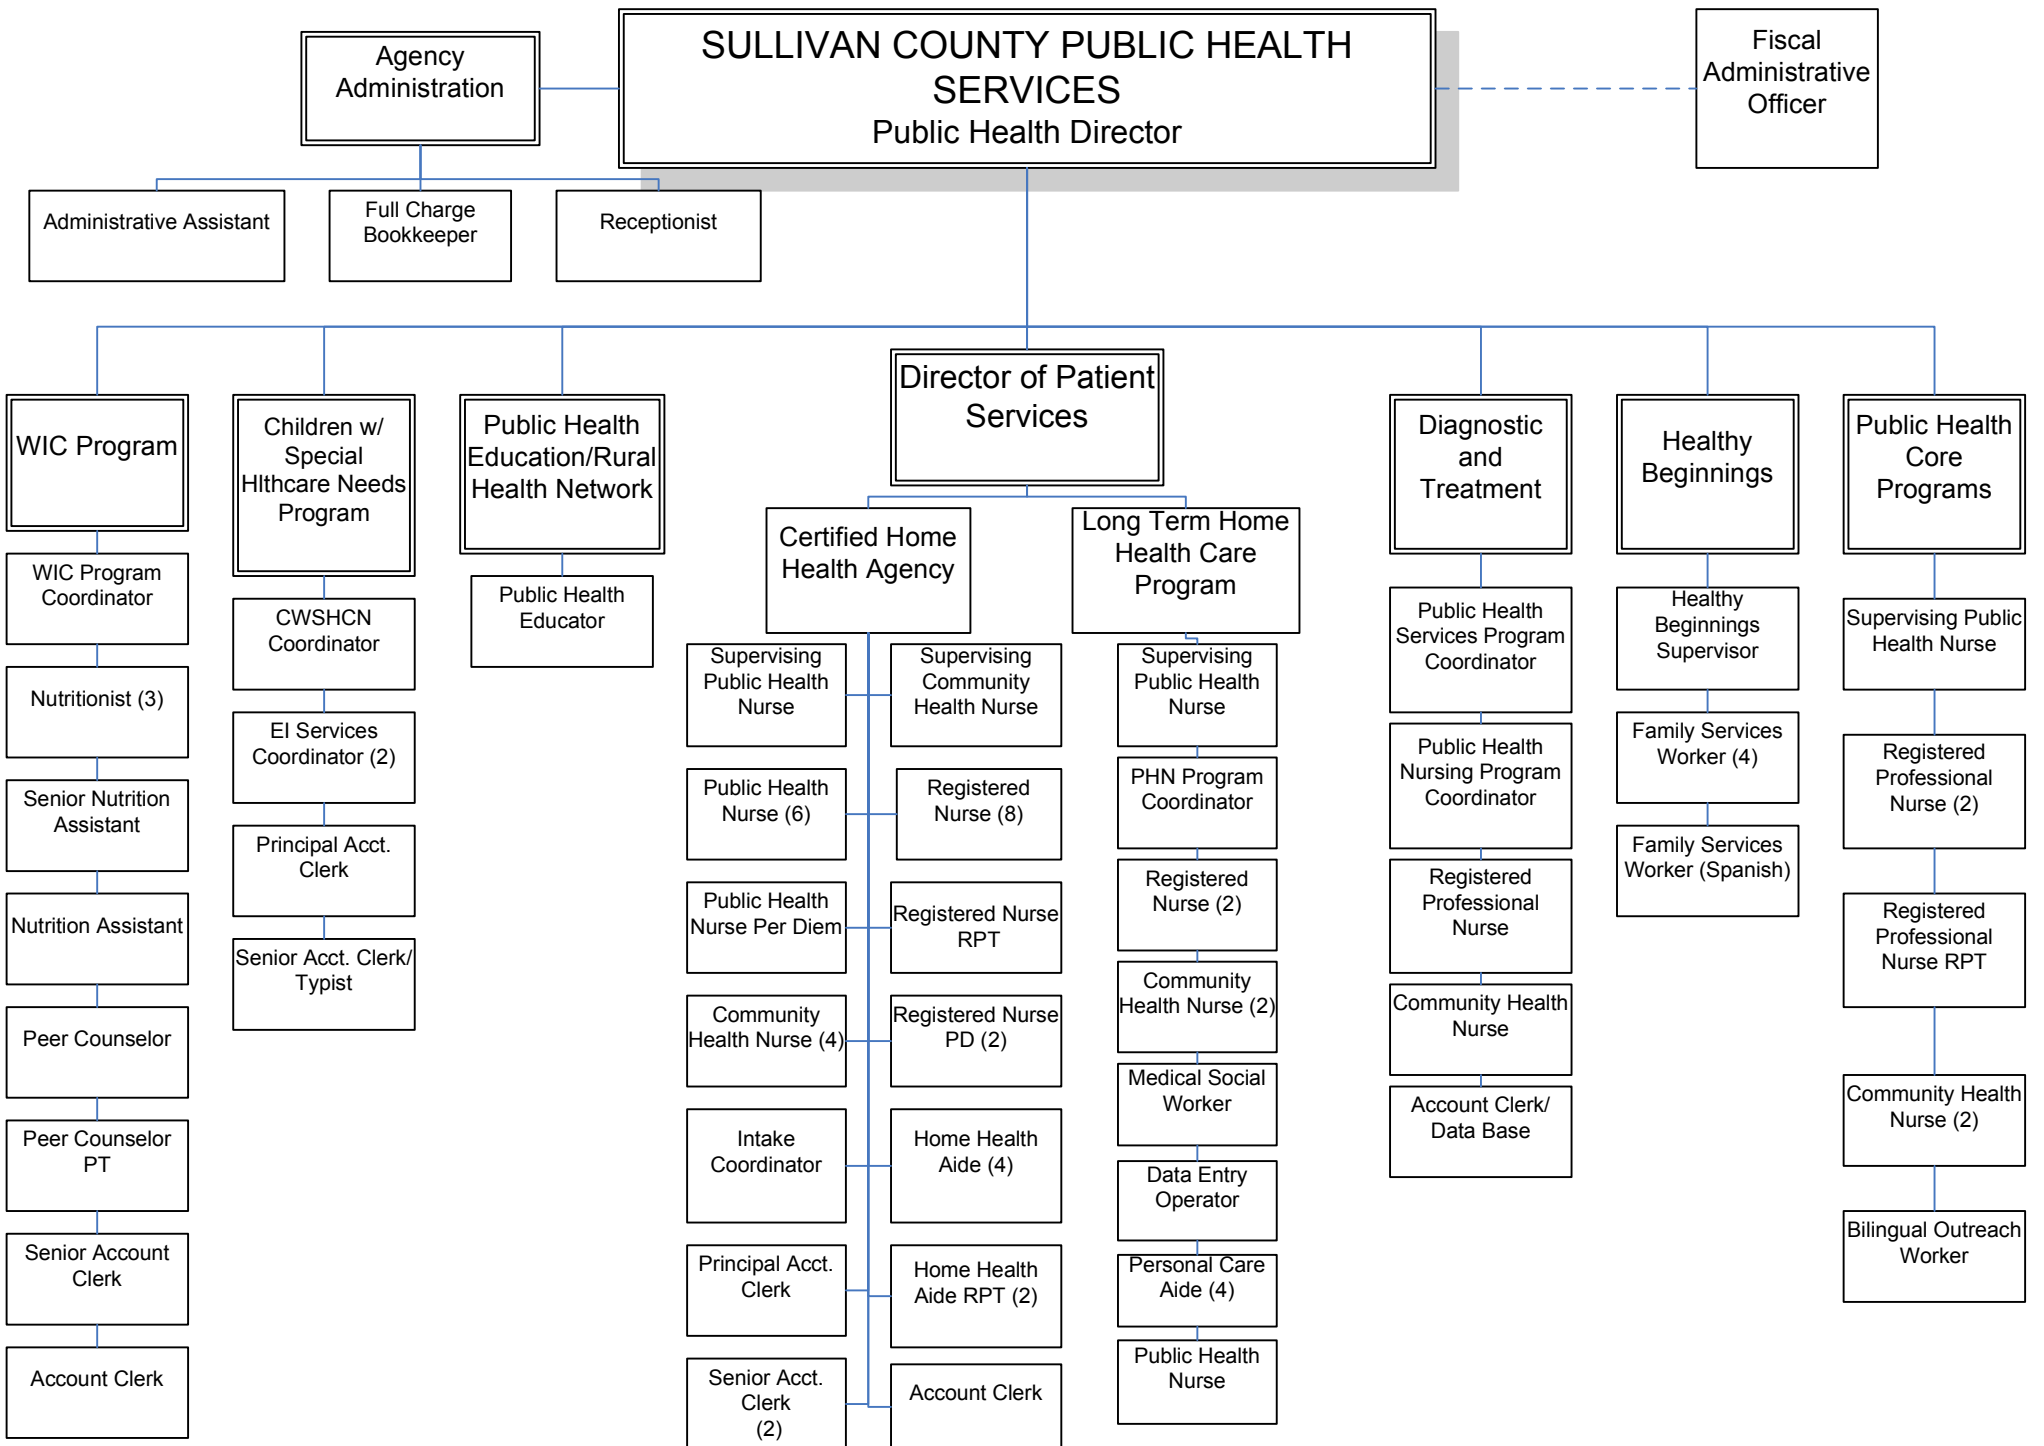 Agency
Administration
SULLIVAN COUNTY PUBLIC HEALTH
SERVICES
Public Health Director
Fiscal
Administrative
Officer
Administrative Assistant
Full Charge
Bookkeeper
Receptionist
WIC Program
WIC Program
Coordinator
Nutritionist (3)
Senior Nutrition
Assistant
Nutrition Assistant
Peer Counselor
Peer Counselor
PT
Senior Account
Clerk
Account Clerk
Children w/
Special
Hlthcare Needs
Program
CWSHCN
Coordinator
EI Services
Coordinator (2)
Principal Acct.
Clerk
Senior Acct. Clerk/
Typist
Public Health
Education/Rural
Health Network
Public Health
Educator
Director of Patient
Services
Certified Home
Health Agency
Supervising
Public Health
Nurse
Supervising
Community
Health Nurse
Public Health
Nurse (6)
Registered
Nurse (8)
Public Health
Nurse Per Diem
Registered Nurse
RPT
Community
Health Nurse (4)
Registered Nurse
PD (2)
Intake
Coordinator
Home Health
Aide (4)
Principal Acct.
Clerk
Home Health
Aide RPT (2)
Senior Acct.
Clerk
(2)
Account Clerk
Long Term Home
Health Care
Program
Supervising
Public Health
Nurse
PHN Program
Coordinator
Registered
Nurse (2)
Community
Health Nurse (2)
Medical Social
Worker
Data Entry
Operator
Personal Care
Aide (4)
Public Health
Nurse
Diagnostic
and
Treatment
Public Health
Services Program
Coordinator
Public Health
Nursing Program
Coordinator
Registered
Professional
Nurse
Community Health
Nurse
Account Clerk/
Data Base
Healthy
Beginnings
Healthy
Beginnings
Supervisor
Family Services
Worker (4)
Family Services
Worker (Spanish)
Public Health
Core
Programs
Supervising Public
Health Nurse
Registered
Professional
Nurse (2)
Registered
Professional
Nurse RPT
Community Health
Nurse (2)
Bilingual Outreach
Worker